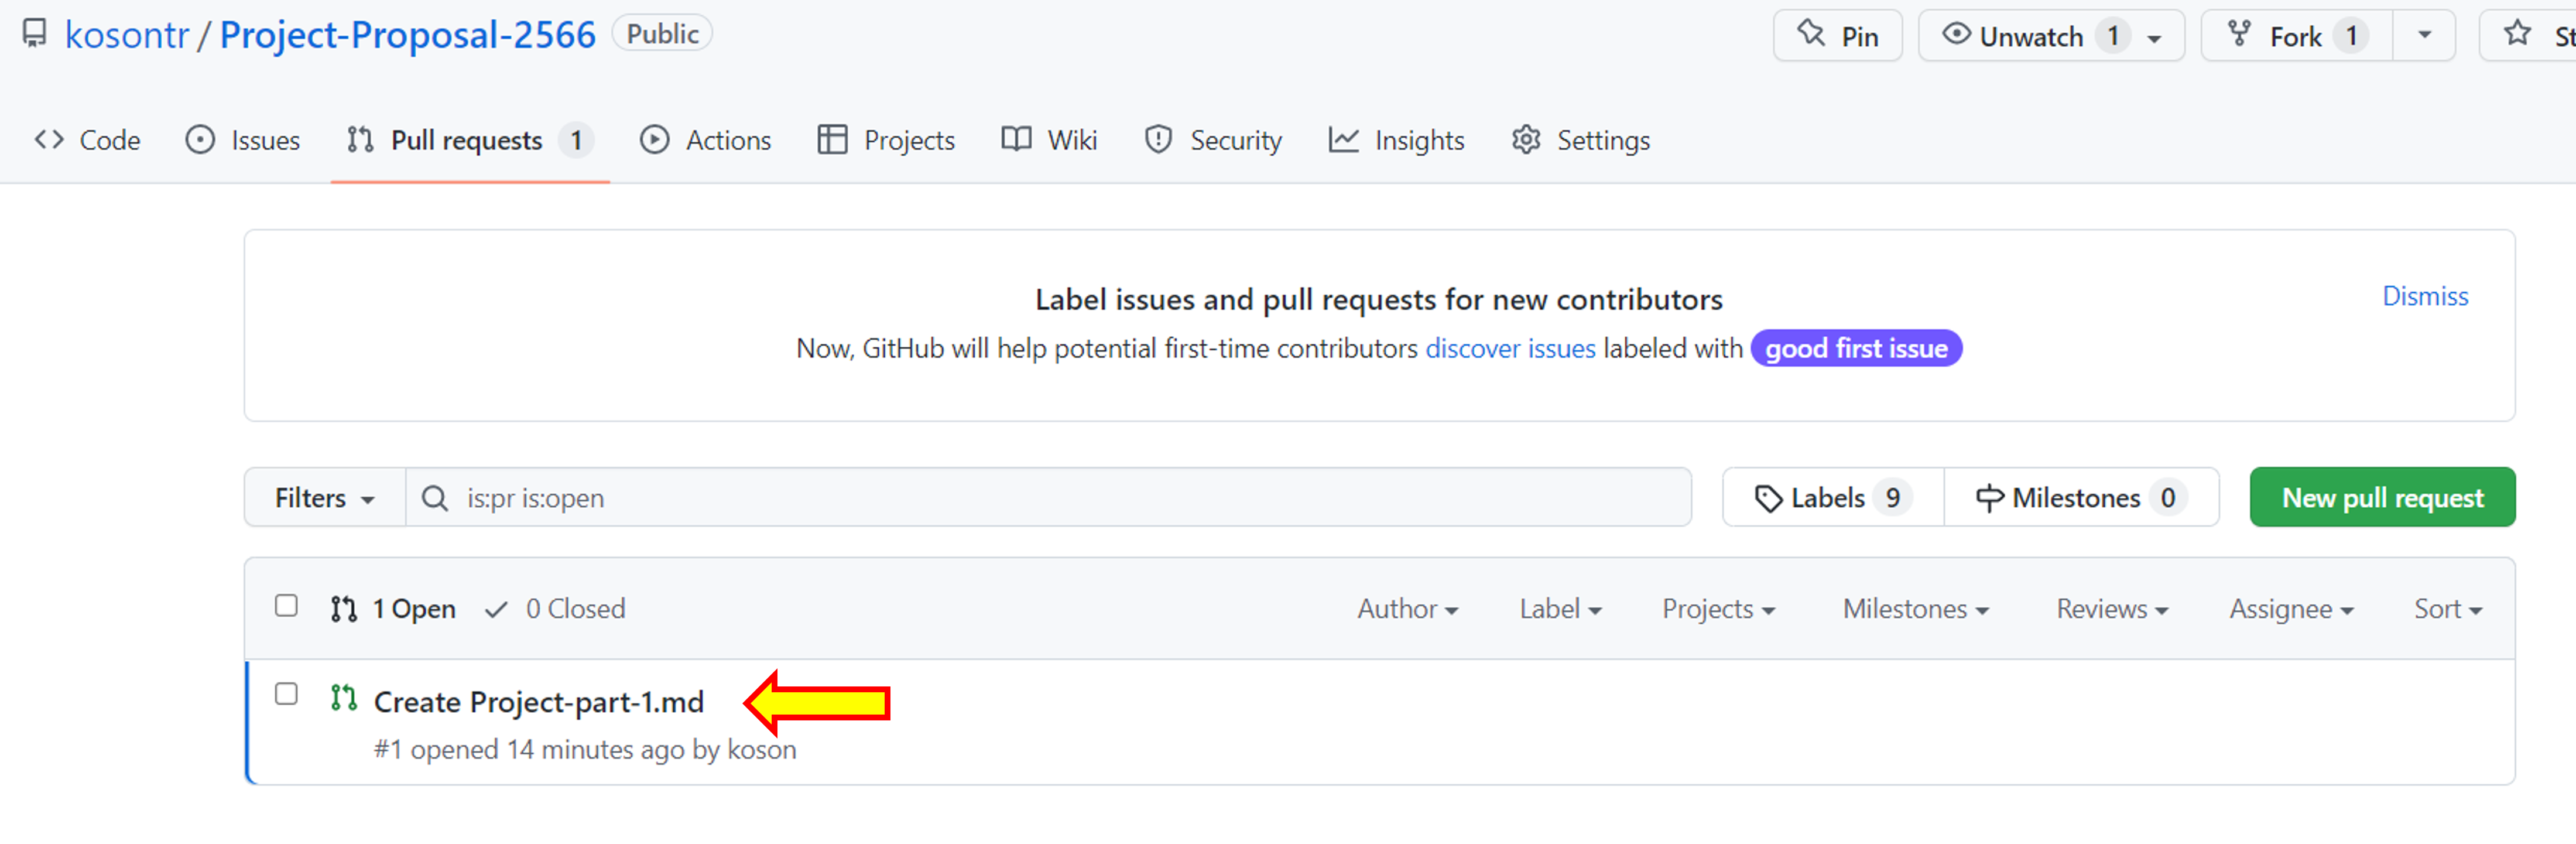 kosontr / Project-Proposal-2566 Public Pin Unwatch 1 Fork 1
Code Issues Pull requests 1 Actions Projects Wiki Security Insights Settings
Label issues and pull requests for new contributors
Dismiss
Now, GitHub will help potential first-time contributors discover issues labeled with good first issue
Filters is:pr is:open Labels 9 Milestones 0 New pull request
1 Open 0 Closed Author Label Projects Milestones Reviews Assignee Sort
Create Project-part-1.md
#1 opened 14 minutes ago by koson